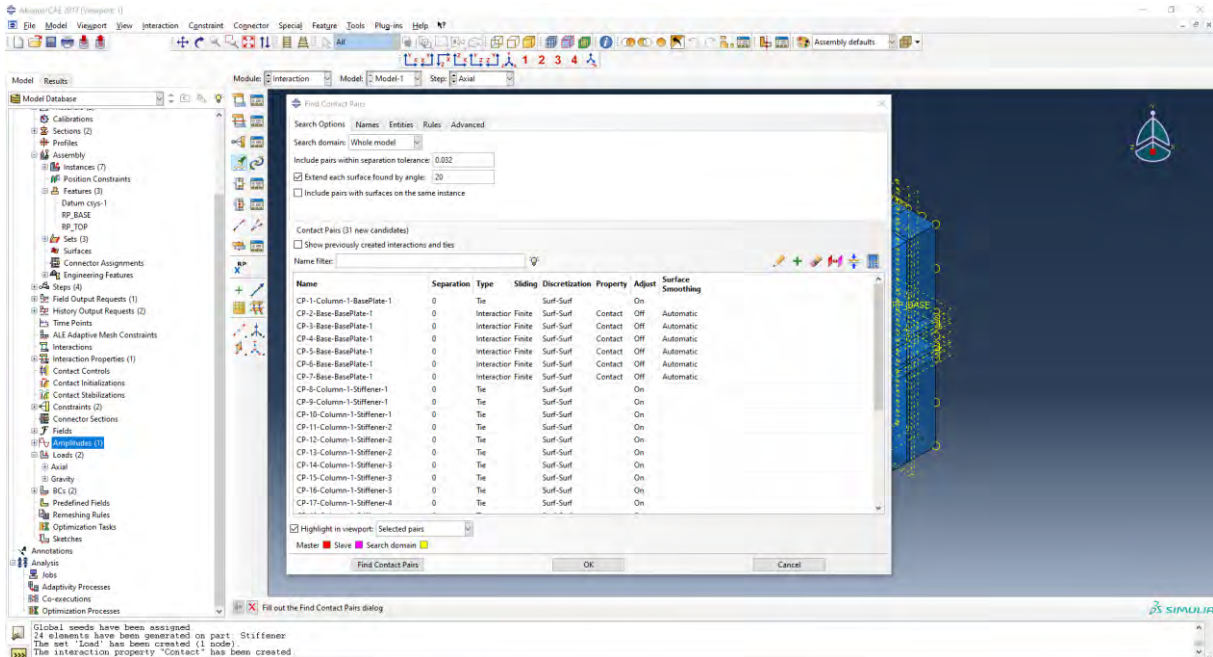 Abaqus/CAE 2017 [Viewport: 1]
File Model Viewport View Interaction Constraint Connector Special Feature Tools Plug-ins Help
All
Assembly defaults
1 2 3 4
Model Results
Module: Interaction Model: Model-1 Step: Axial
Model Database
Calibrations
Sections (2)
Profiles
Assembly
Instances (7)
Position Constraints
Features (3)
Datum csys-1
RP_BASE
RP_TOP
Sets (3)
Surfaces
Connector Assignments
Engineering Features
Steps (4)
Field Output Requests (1)
History Output Requests (2)
Time Points
ALE Adaptive Mesh Constraints
Interactions
Interaction Properties (1)
Contact Controls
Contact Initializations
Contact Stabilizations
Constraints (2)
Connector Sections
Fields
Amplitudes (1)
Loads (2)
Axial
Gravity
BCs (2)
Predefined Fields
Remeshing Rules
Optimization Tasks
Sketches
Annotations
Analysis
Jobs
Adaptivity Processes
Co-executions
Optimization Processes
RP
Find Contact Pairs
Search Options Names Entities Rules Advanced
Search domain: Whole model
Include pairs within separation tolerance: 0.032
Extend each surface found by angle: 20
Include pairs with surfaces on the same instance
Contact Pairs (31 new candidates)
Show previously created interactions and ties
Name filter:
Name Separation Type Sliding Discretization Property Adjust Surface Smoothing
CP-1-Column-1-BasePlate-1 0 Tie Surf-Surf On
CP-2-Base-BasePlate-1 0 Interaction Finite Surf-Surf Contact Off Automatic
CP-3-Base-BasePlate-1 0 Interaction Finite Surf-Surf Contact Off Automatic
CP-4-Base-BasePlate-1 0 Interaction Finite Surf-Surf Contact Off Automatic
CP-5-Base-BasePlate-1 0 Interaction Finite Surf-Surf Contact Off Automatic
CP-6-Base-BasePlate-1 0 Interaction Finite Surf-Surf Contact Off Automatic
CP-7-Base-BasePlate-1 0 Interaction Finite Surf-Surf Contact Off Automatic
CP-8-Column-1-Stiffener-1 0 Tie Surf-Surf On
CP-9-Column-1-Stiffener-1 0 Tie Surf-Surf On
CP-10-Column-1-Stiffener-1 0 Tie Surf-Surf On
CP-11-Column-1-Stiffener-2 0 Tie Surf-Surf On
CP-12-Column-1-Stiffener-2 0 Tie Surf-Surf On
CP-13-Column-1-Stiffener-2 0 Tie Surf-Surf On
CP-14-Column-1-Stiffener-3 0 Tie Surf-Surf On
CP-15-Column-1-Stiffener-3 0 Tie Surf-Surf On
CP-16-Column-1-Stiffener-3 0 Tie Surf-Surf On
CP-17-Column-1-Stiffener-4 0 Tie Surf-Surf On
Highlight in viewport: Selected pairs
Master Slave Search domain
Find Contact Pairs OK Cancel
Fill out the Find Contact Pairs dialog
SIMULIA
Global seeds have been assigned.
24 elements have been generated on part: Stiffener
The set 'Load' has been created (1 node).
The interaction property "Contact" has been created.